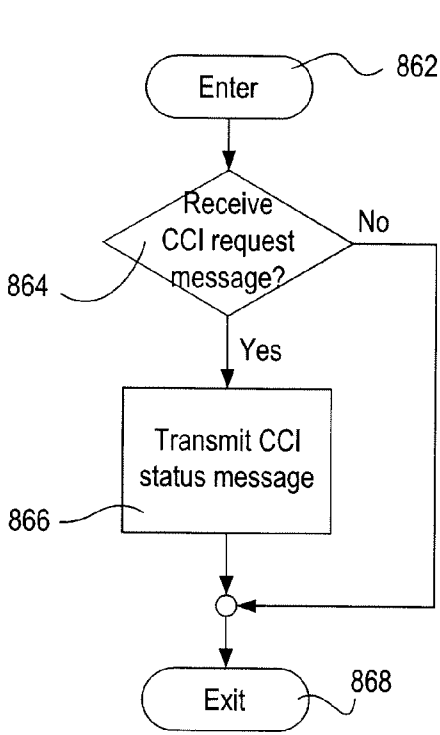 862
Enter
Receive
CCI request
message?
No
864
Yes
Transmit CCI
status message
866
868
Exit